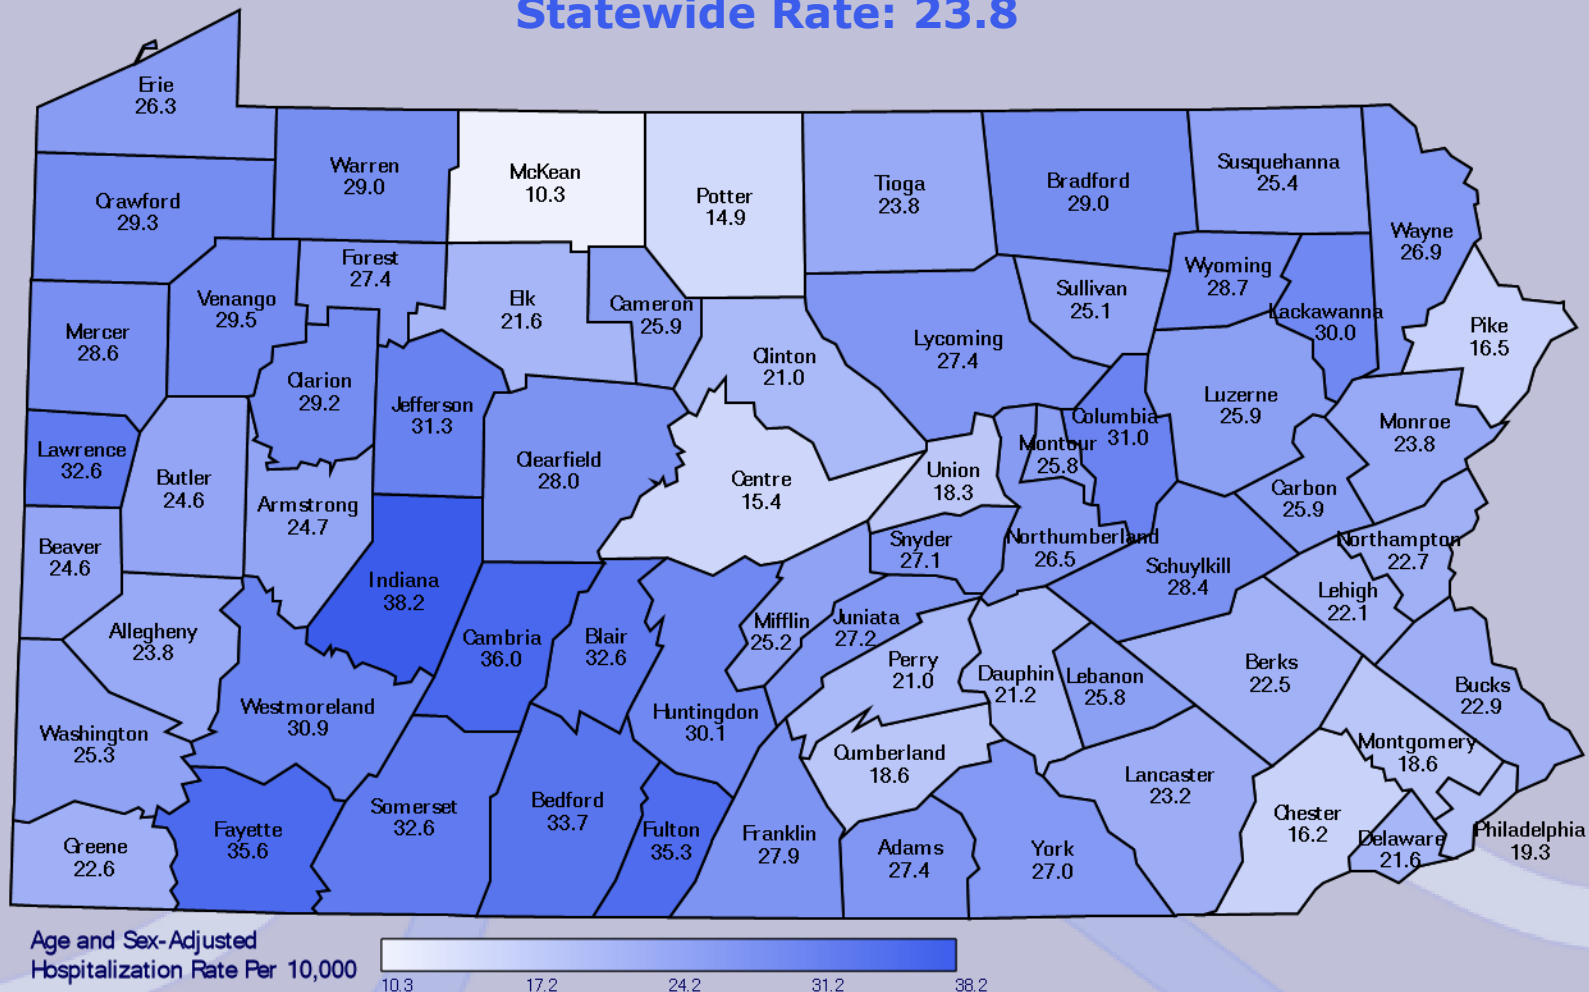 Statewide Rate: 23.8
Erie
26.3
Warren
29.0
McKean
10.3
Potter
14.9
Tioga
23.8
Bradford
29.0
Susquehanna
25.4
Wayne
26.9
Crawford
29.3
Forest
27.4
Venango
29.5
Elk
21.6
Cameron
25.9
Sullivan
25.1
Wyoming
28.7
Lackawanna
30.0
Pike
16.5
Mercer
28.6
Clarion
29.2
Jefferson
31.3
Clinton
21.0
Lycoming
27.4
Columbia
31.0
Luzerne
25.9
Monroe
23.8
Lawrence
32.6
Butler
24.6
Armstrong
24.7
Clearfield
28.0
Centre
15.4
Union
18.3
Montour
25.8
Carbon
25.9
Beaver
24.6
Indiana
38.2
Snyder
27.1
Northumberland
26.5
Schuylkill
28.4
Northampton
22.7
Lehigh
22.1
Allegheny
23.8
Cambria
36.0
Blair
32.6
Mifflin
25.2
Juniata
27.2
Perry
21.0
Dauphin
21.2
Lebanon
25.8
Berks
22.5
Bucks
22.9
Washington
25.3
Westmoreland
30.9
Huntingdon
30.1
Cumberland
18.6
Lancaster
23.2
Montgomery
18.6
Greene
22.6
Fayette
35.6
Somerset
32.6
Bedford
33.7
Fulton
35.3
Franklin
27.9
Adams
27.4
York
27.0
Chester
16.2
Delaware
21.6
Philadelphia
19.3
Age and Sex-Adjusted
Hospitalization Rate Per 10,000
10.3 17.2 24.2 31.2 38.2